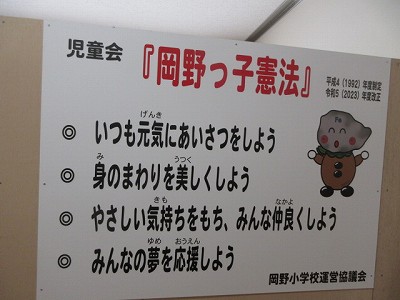 児童会
『岡野っ子憲法』
平成4（1992）年度制定
令和5（2023）年度改正
◎ いつも元気にあいさつをしよう
◎ 身のまわりを美しくしよう
◎ やさしい気持ちをもち、みんな仲良くしよう
◎ みんなの夢を応援しよう
岡野小学校運営協議会